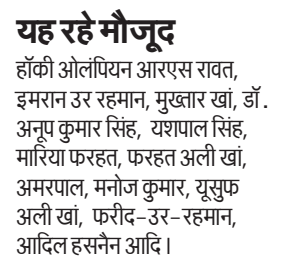 यह रहे मौजूद
हॉकी ओलंपियन आरएस रावत,
इमरान उर रहमान, मुख्तार खां, डॉ.
अनूप कुमार सिंह, यशपाल सिंह,
मारिया फरहत, फरहत अली खां,
अमरपाल, मनोज कुमार, यूसुफ
अली खां, फरीद-उर-रहमान,
आदिल हसनैन आदि।